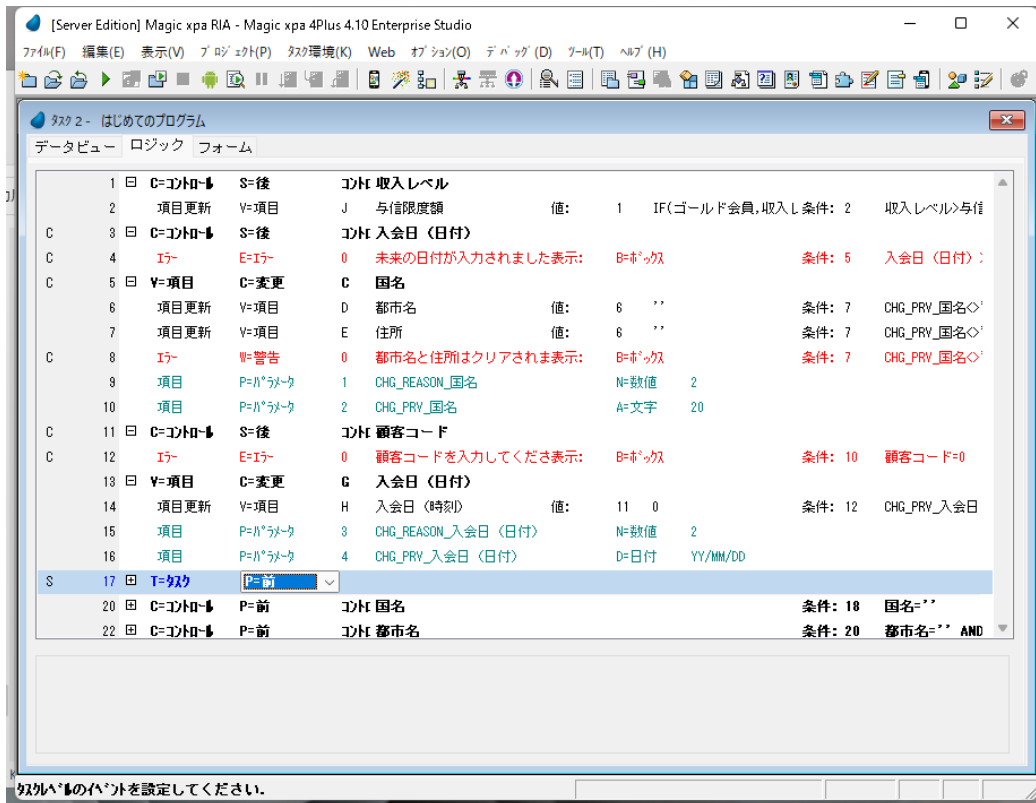 [Server Edition] Magic xpa RIA - Magic xpa 4Plus 4.10 Enterprise Studio
ファイル(F) 編集(E) 表示(V) プロジェクト(P) タスク環境(K) Web オプション(O) デバッグ(D) ツール(T) ヘルプ(H)
タスク 2 - はじめてのプログラム
データビュー ロジック フォーム
1 C=コントロール S=後 コントロ 収入レベル
2 項目更新 V=項目 J 与信限度額 値: 1 IF(ゴールド会員,収入レ 条件: 2 収入レベル>与信
C 3 C=コントロール S=後 コントロ 入会日（日付）
C 4 エラー E=エラー 0 未来の日付が入力されました 表示: B=ボックス 条件: 5 入会日（日付）>
C 5 V=項目 C=変更 C 国名
6 項目更新 V=項目 D 都市名 値: 6 '' 条件: 7 CHG_PRV_国名<>'
7 項目更新 V=項目 E 住所 値: 6 '' 条件: 7 CHG_PRV_国名<>'
C 8 エラー W=警告 0 都市名と住所はクリアされま 表示: B=ボックス 条件: 7 CHG_PRV_国名<>'
9 項目 P=パラメータ 1 CHG_REASON_国名 N=数値 2
10 項目 P=パラメータ 2 CHG_PRV_国名 A=文字 20
C 11 C=コントロール S=後 コントロ 顧客コード
C 12 エラー E=エラー 0 顧客コードを入力してくださ 表示: B=ボックス 条件: 10 顧客コード=0
13 V=項目 C=変更 G 入会日（日付）
14 項目更新 V=項目 H 入会日（時刻） 値: 11 0 条件: 12 CHG_PRV_入会日
15 項目 P=パラメータ 3 CHG_REASON_入会日（日付） N=数値 2
16 項目 P=パラメータ 4 CHG_PRV_入会日（日付） D=日付 YY/MM/DD
S 17 T=タスク P=前
20 C=コントロール P=前 コントロ 国名 条件: 18 国名=''
22 C=コントロール P=前 コントロ 都市名 条件: 20 都市名='' AND
タスクレベルのイベントを設定してください.